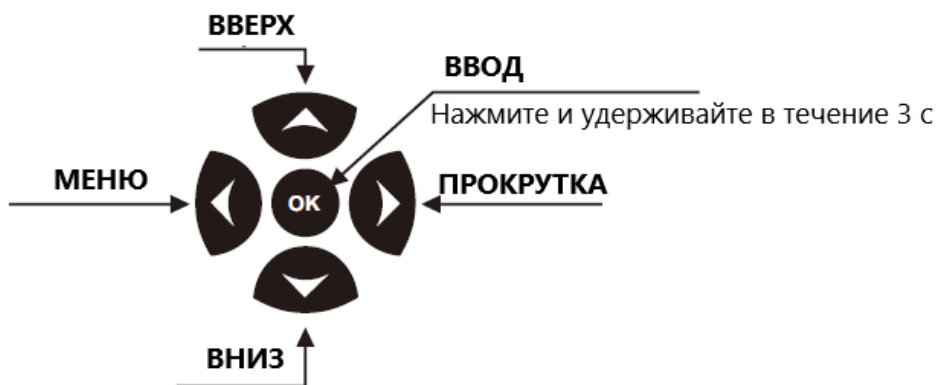 ВВЕРХ
ВВОД
Нажмите и удерживайте в течение 3 с
МЕНЮ
OK
ПРОКРУТКА
ВНИЗ